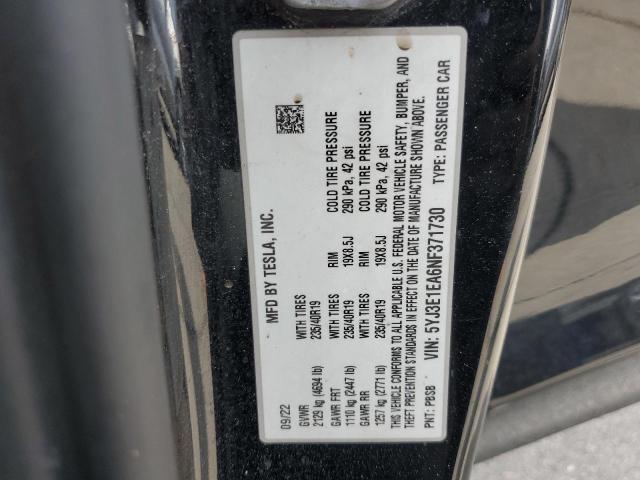 MFD BY TESLA, INC.
09/22
GVWR
2129 kg (4694 lb)
WITH TIRES
235/40R19
RIM
19X8.5J
COLD TIRE PRESSURE
290 kPa, 42 psi
GAWR FRT
1110 kg (2447 lb)
WITH TIRES
235/40R19
RIM
19X8.5J
COLD TIRE PRESSURE
290 kPa, 42 psi
GAWR RR
1257 kg (2771 lb)
THIS VEHICLE CONFORMS TO ALL APPLICABLE U.S. FEDERAL MOTOR VEHICLE SAFETY, BUMPER, AND
THEFT PREVENTION STANDARDS IN EFFECT ON THE DATE OF MANUFACTURE SHOWN ABOVE.
VIN: 5YJ3E1EA6NF371730
PNT: PBSB
TYPE: PASSENGER CAR